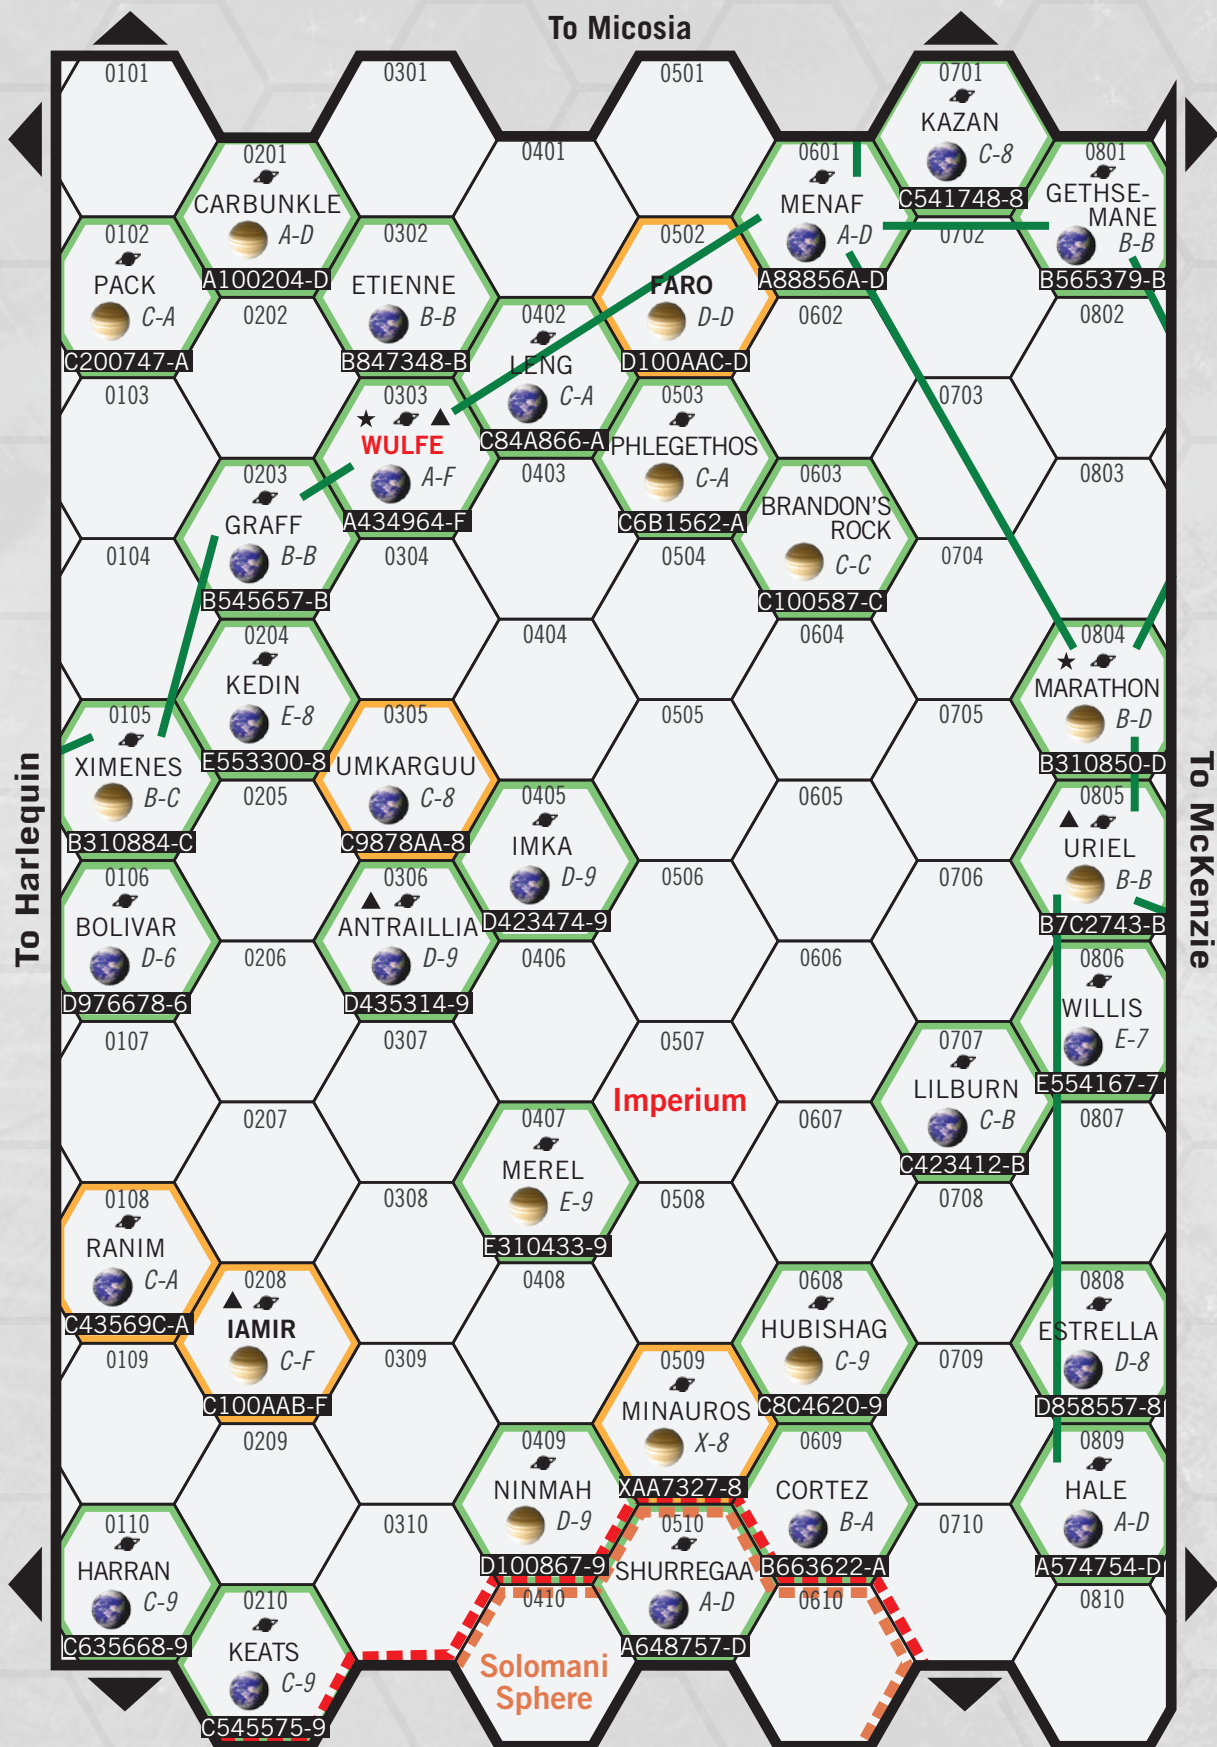 To Micosia
0101
0301
0501
0701
KAZAN
C-8
C541748-8
0201
CARBUNKLE
A-D
A100204-D
0401
0601
MENAF
A-D
A88856A-D
0801
GETHSE-
MANE
B-B
B565379-B
0102
PACK
C-A
C200747-A
0302
ETIENNE
B-B
B847348-B
0502
FARO
D-D
D100AAC-D
0702
0202
0402
LENG
C-A
C84A866-A
0602
0802
0103
0303
WULFE
A-F
A434964-F
0503
PHLEGETHOS
C-A
C6B1562-A
0703
0203
GRAFF
B-B
B545657-B
0403
0603
BRANDON'S
ROCK
C-C
C100587-C
0803
0104
0304
0504
0704
0204
KEDIN
E-8
E553300-8
0404
0604
0804
MARATHON
B-D
B310850-D
0105
XIMENES
B-C
B310884-C
0305
UMKARGUU
C-8
C9878AA-8
0505
0705
0205
0405
IMKA
D-9
D423474-9
0605
0805
URIEL
B-B
B7C2743-B
To Harlequin
To McKenzie
0106
BOLIVAR
D-6
D976678-6
0306
ANTRAILLIA
D-9
D435314-9
0506
0706
0206
0406
0606
0806
WILLIS
E-7
E554167-7
0107
0307
0507
Imperium
0707
LILBURN
C-B
C423412-B
0207
0407
MEREL
E-9
E310433-9
0607
0807
0108
RANIM
C-A
C43569C-A
0308
0508
0708
0208
IAMIR
C-F
C100AAB-F
0408
0608
HUBISHAG
C-9
C8C4620-9
0808
ESTRELLA
D-8
D858557-8
0109
0309
0509
MINAUROS
X-8
XAA7327-8
0709
0209
0409
NINMAH
D-9
D100867-9
0609
CORTEZ
B-A
B663622-A
0809
HALE
A-D
A574754-D
0110
HARRAN
C-9
C635668-9
0310
0510
SHURREGAA
A-D
A648757-D
0710
0210
KEATS
C-9
C545575-9
0410
Solomani
Sphere
0610
0810